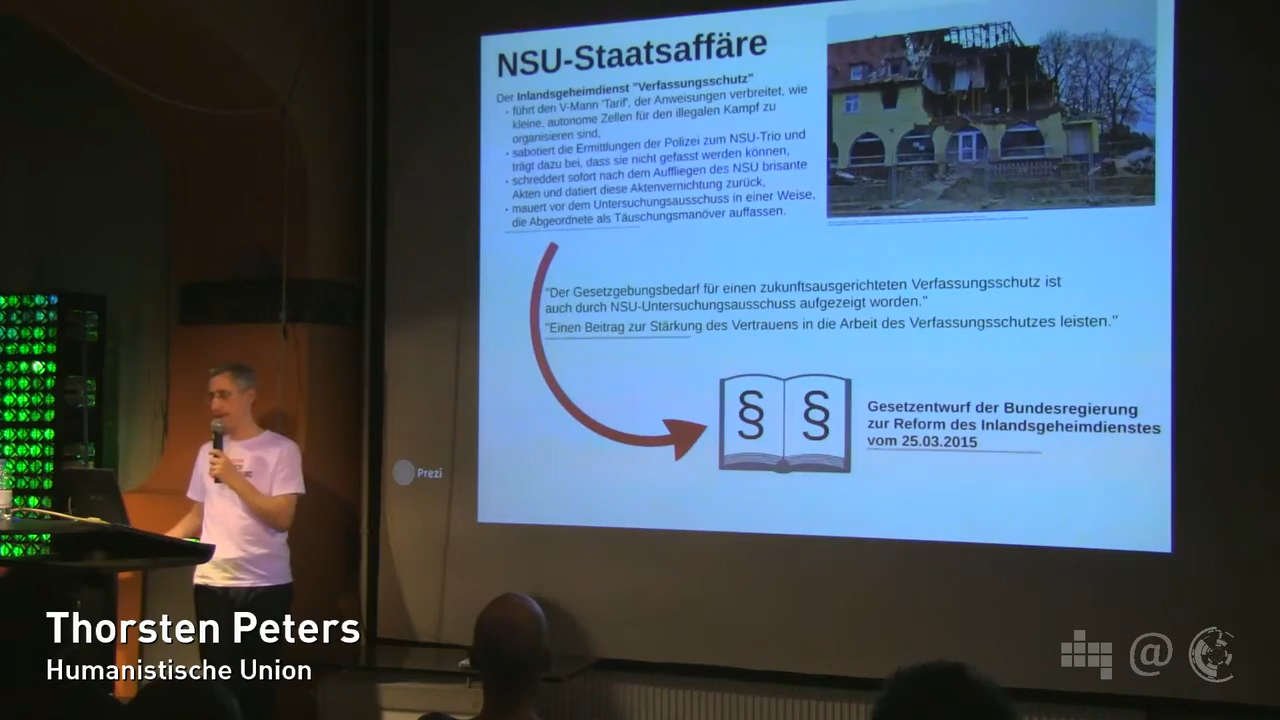 NSU-Staatsaffäre
Der Inlandsgeheimdienst "Verfassungsschutz"
- führt den V-Mann 'Tarif', der Anweisungen verbreitet, wie
kleine, autonome Zellen für den illegalen Kampf zu
organisieren sind,
- sabotiert die Ermittlungen der Polizei zum NSU-Trio und
trägt dazu bei, dass sie nicht gefasst werden können,
- schreddert sofort nach dem Auffliegen des NSU brisante
Akten und datiert diese Aktenvernichtung zurück,
- mauert vor dem Untersuchungsausschuss in einer Weise,
die Abgeordnete als Täuschungsmanöver auffassen.
"Der Gesetzgebungsbedarf für einen zukunftsausgerichteten Verfassungsschutz ist
auch durch NSU-Untersuchungsausschuss aufgezeigt worden."
"Einen Beitrag zur Stärkung des Vertrauens in die Arbeit des Verfassungsschutzes leisten."
§ §
Gesetzentwurf der Bundesregierung
zur Reform des Inlandsgeheimdienstes
vom 25.03.2015
Prezi
Thorsten Peters
Humanistische Union
@